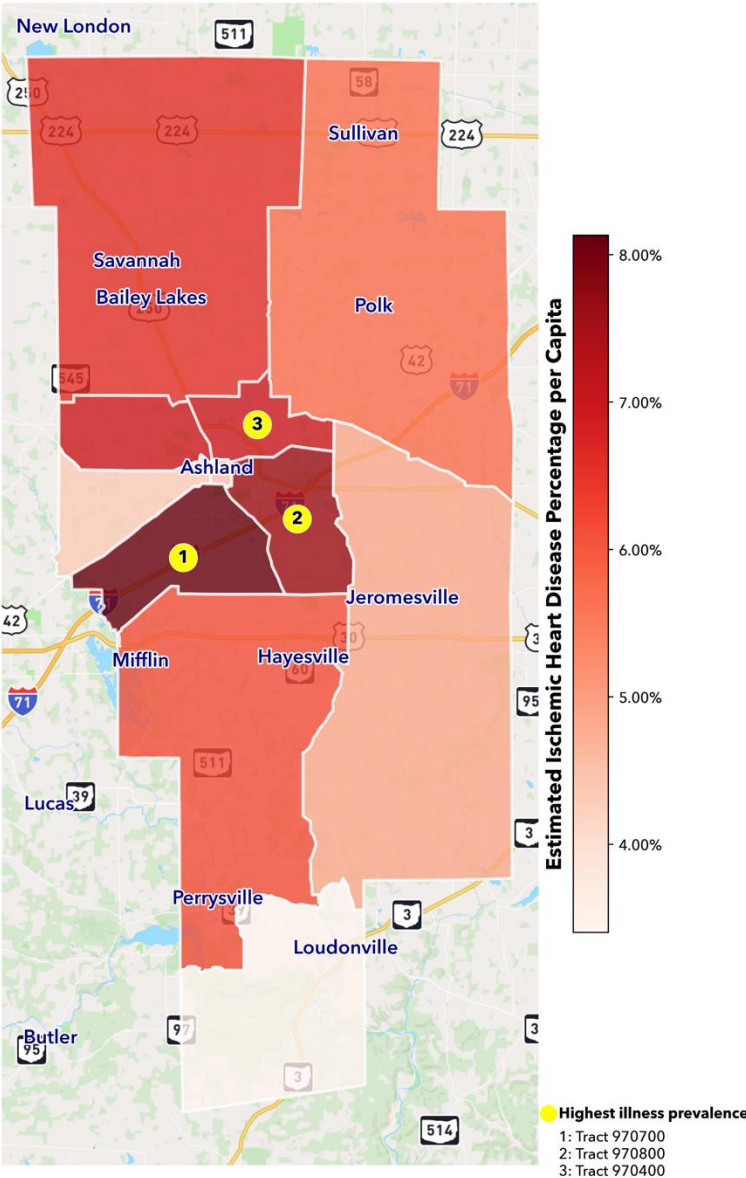 New London
511
250
58
224
224
Sullivan
224
Savannah
Bailey Lakes
250
Polk
8.00%
7.00%
6.00%
5.00%
4.00%
Estimated Ischemic Heart Disease Percentage per Capita
42
545
71
3
Ashland
2
1
71
42
Jeromesville
30
Mifflin
Hayesville
60
71
95
511
Lucas
39
3
Perrysville
39
3
Loudonville
Butler
95
97
3
3
514
Highest illness prevalence
1: Tract 970700
2: Tract 970800
3: Tract 970400